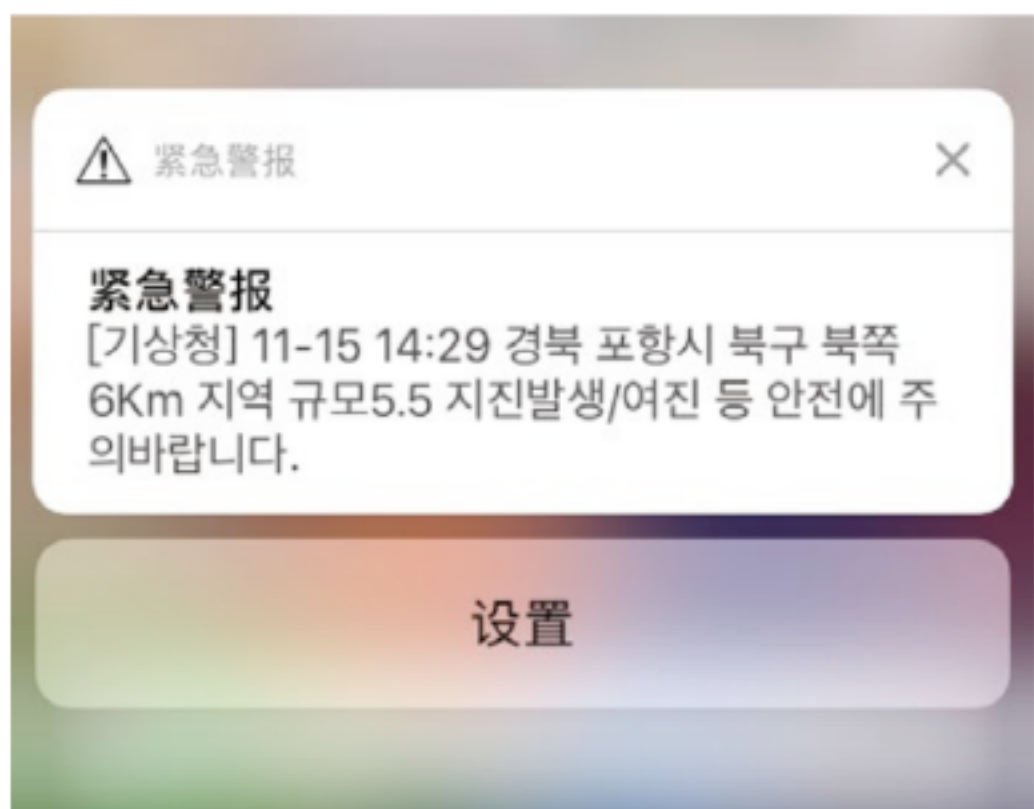 紧急警报
紧急警报
[기상청] 11-15 14:29 경북 포항시 북구 북쪽
6Km 지역 규모5.5 지진발생/여진 등 안전에 주
의바랍니다.
设置